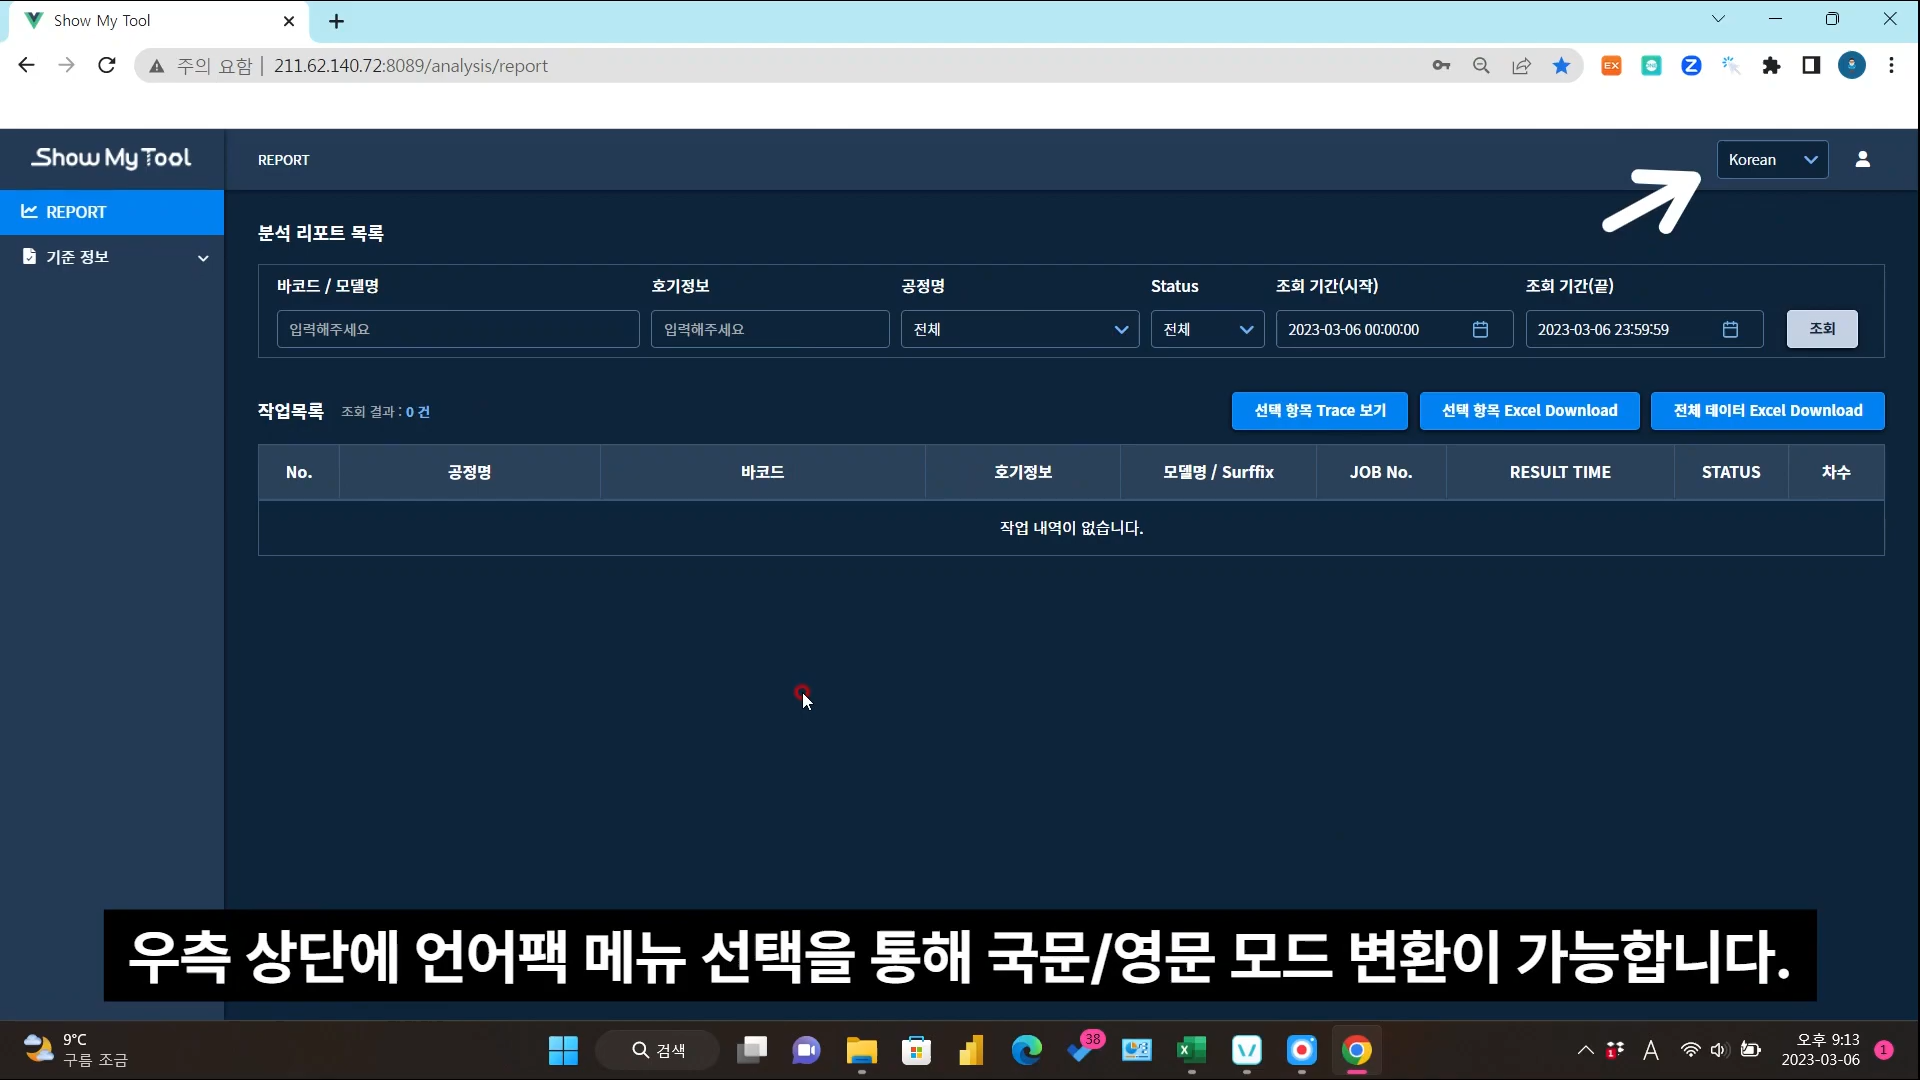 Show My Tool
주의 요함 | 211.62.140.72:8089/analysis/report
EX
Show My Tool
REPORT
Korean
REPORT
기준 정보
분석 리포트 목록
바코드 / 모델명 호기정보 공정명 Status 조회 기간(시작) 조회 기간(끝)
입력해주세요 입력해주세요 전체 전체 2023-03-06 00:00:00 2023-03-06 23:59:59 조회
작업목록 조회 결과 : 0 건 선택 항목 Trace 보기 선택 항목 Excel Download 전체 데이터 Excel Download
No. 공정명 바코드 호기정보 모델명 / Surffix JOB No. RESULT TIME STATUS 차수
작업 내역이 없습니다.
우측 상단에 언어팩 메뉴 선택을 통해 국문/영문 모드 변환이 가능합니다.
9°C
구름 조금
검색
38
1
A
오후 9:13
2023-03-06
1